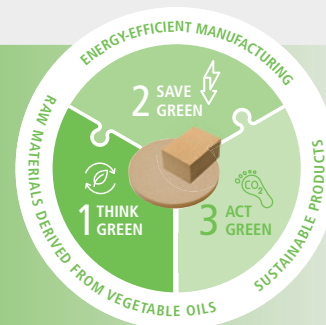 ENERGY-EFFICIENT MANUFACTURING
RAW MATERIALS DERIVED FROM VEGETABLE OILS
SUSTAINABLE PRODUCTS
2 SAVE
GREEN
1 THINK
GREEN
3 ACT
GREEN
CO2